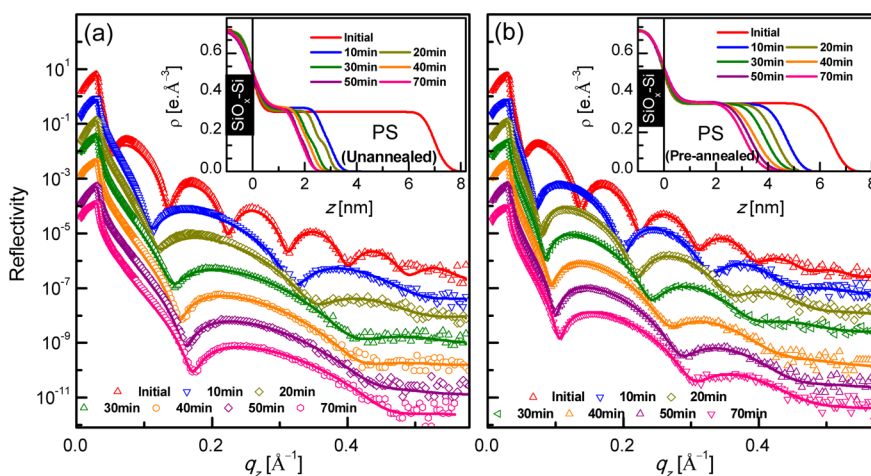 (a)
Initial
10min 20min
30min 40min
50min 70min
ρ [e.Å⁻³]
0.6
0.4
0.2
0.0
SiOₓ-Si
PS
(Unannealed)
0 2 4 6 8
z [nm]
Reflectivity
10¹
10⁻¹
10⁻³
10⁻⁵
10⁻⁷
10⁻⁹
10⁻¹¹
Initial 10min 20min
30min 40min 50min 70min
0.0 0.2 0.4
q_z [Å⁻¹]
(b)
Initial
10min 20min
30min 40min
50min 70min
ρ [e.Å⁻³]
0.6
0.4
0.2
0.0
SiOₓ-Si
PS
(Pre-annealed)
0 2 4 6 8
z [nm]
Initial 10min 20min
30min 40min 50min 70min
0.0 0.2 0.4
q_z [Å⁻¹]